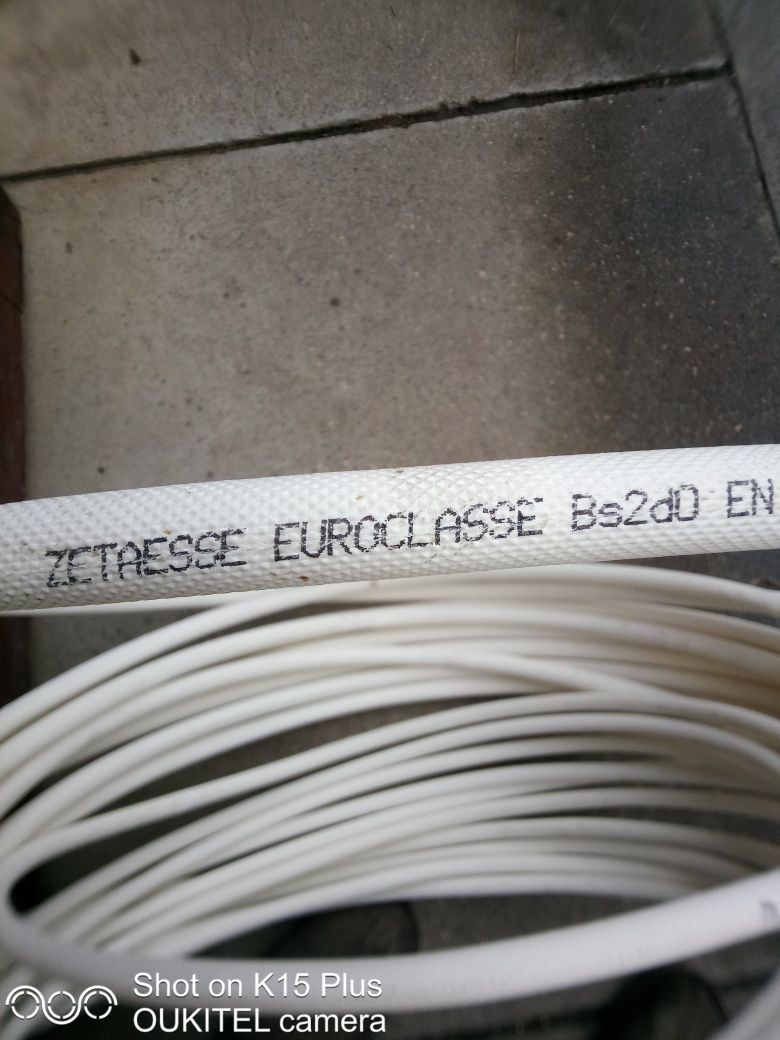 ZETAESSE EUROCLASSE Bs2d0 EN
Shot on K15 Plus
OUKITEL camera